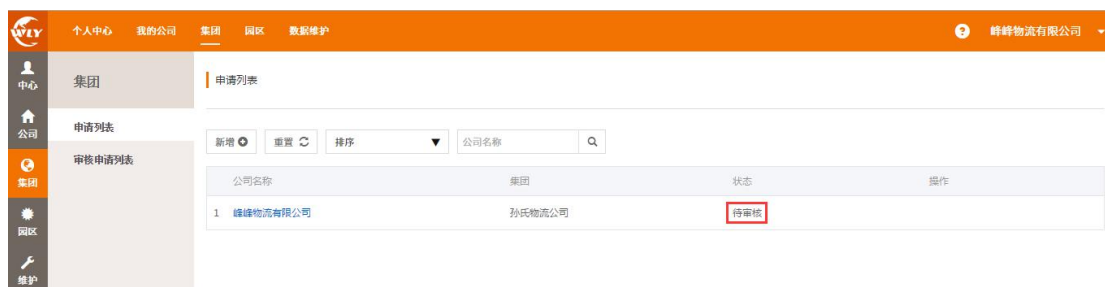 WLY 个人中心 我的公司 集团 园区 数据维护 ? 峰峰物流有限公司
中心
公司
集团
园区
维护
集团
申请列表
审核申请列表
申请列表
新增 重置 排序 公司名称
公司名称 集团 状态 操作
1 峰峰物流有限公司 孙氏物流公司 待审核